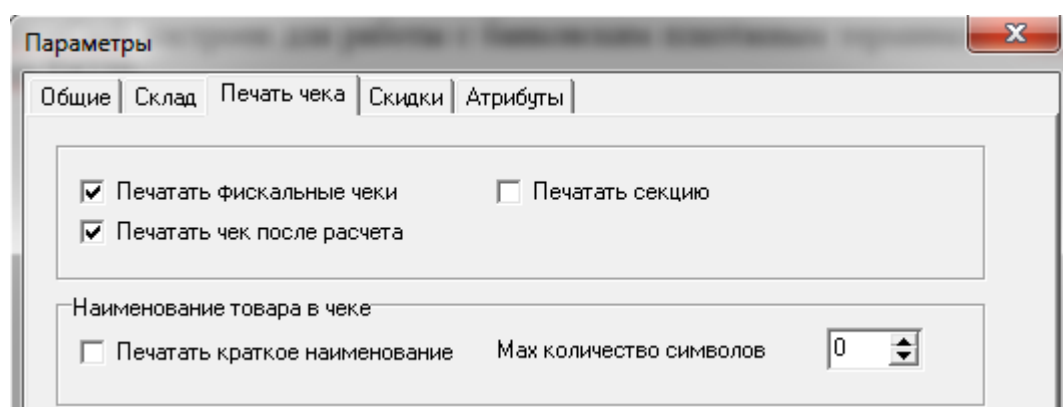 Параметры
Общие Склад Печать чека Скидки Атрибуты
Печатать фискальные чеки Печатать секцию
Печатать чек после расчета
Наименование товара в чеке
Печатать краткое наименование Мах количество символов 0